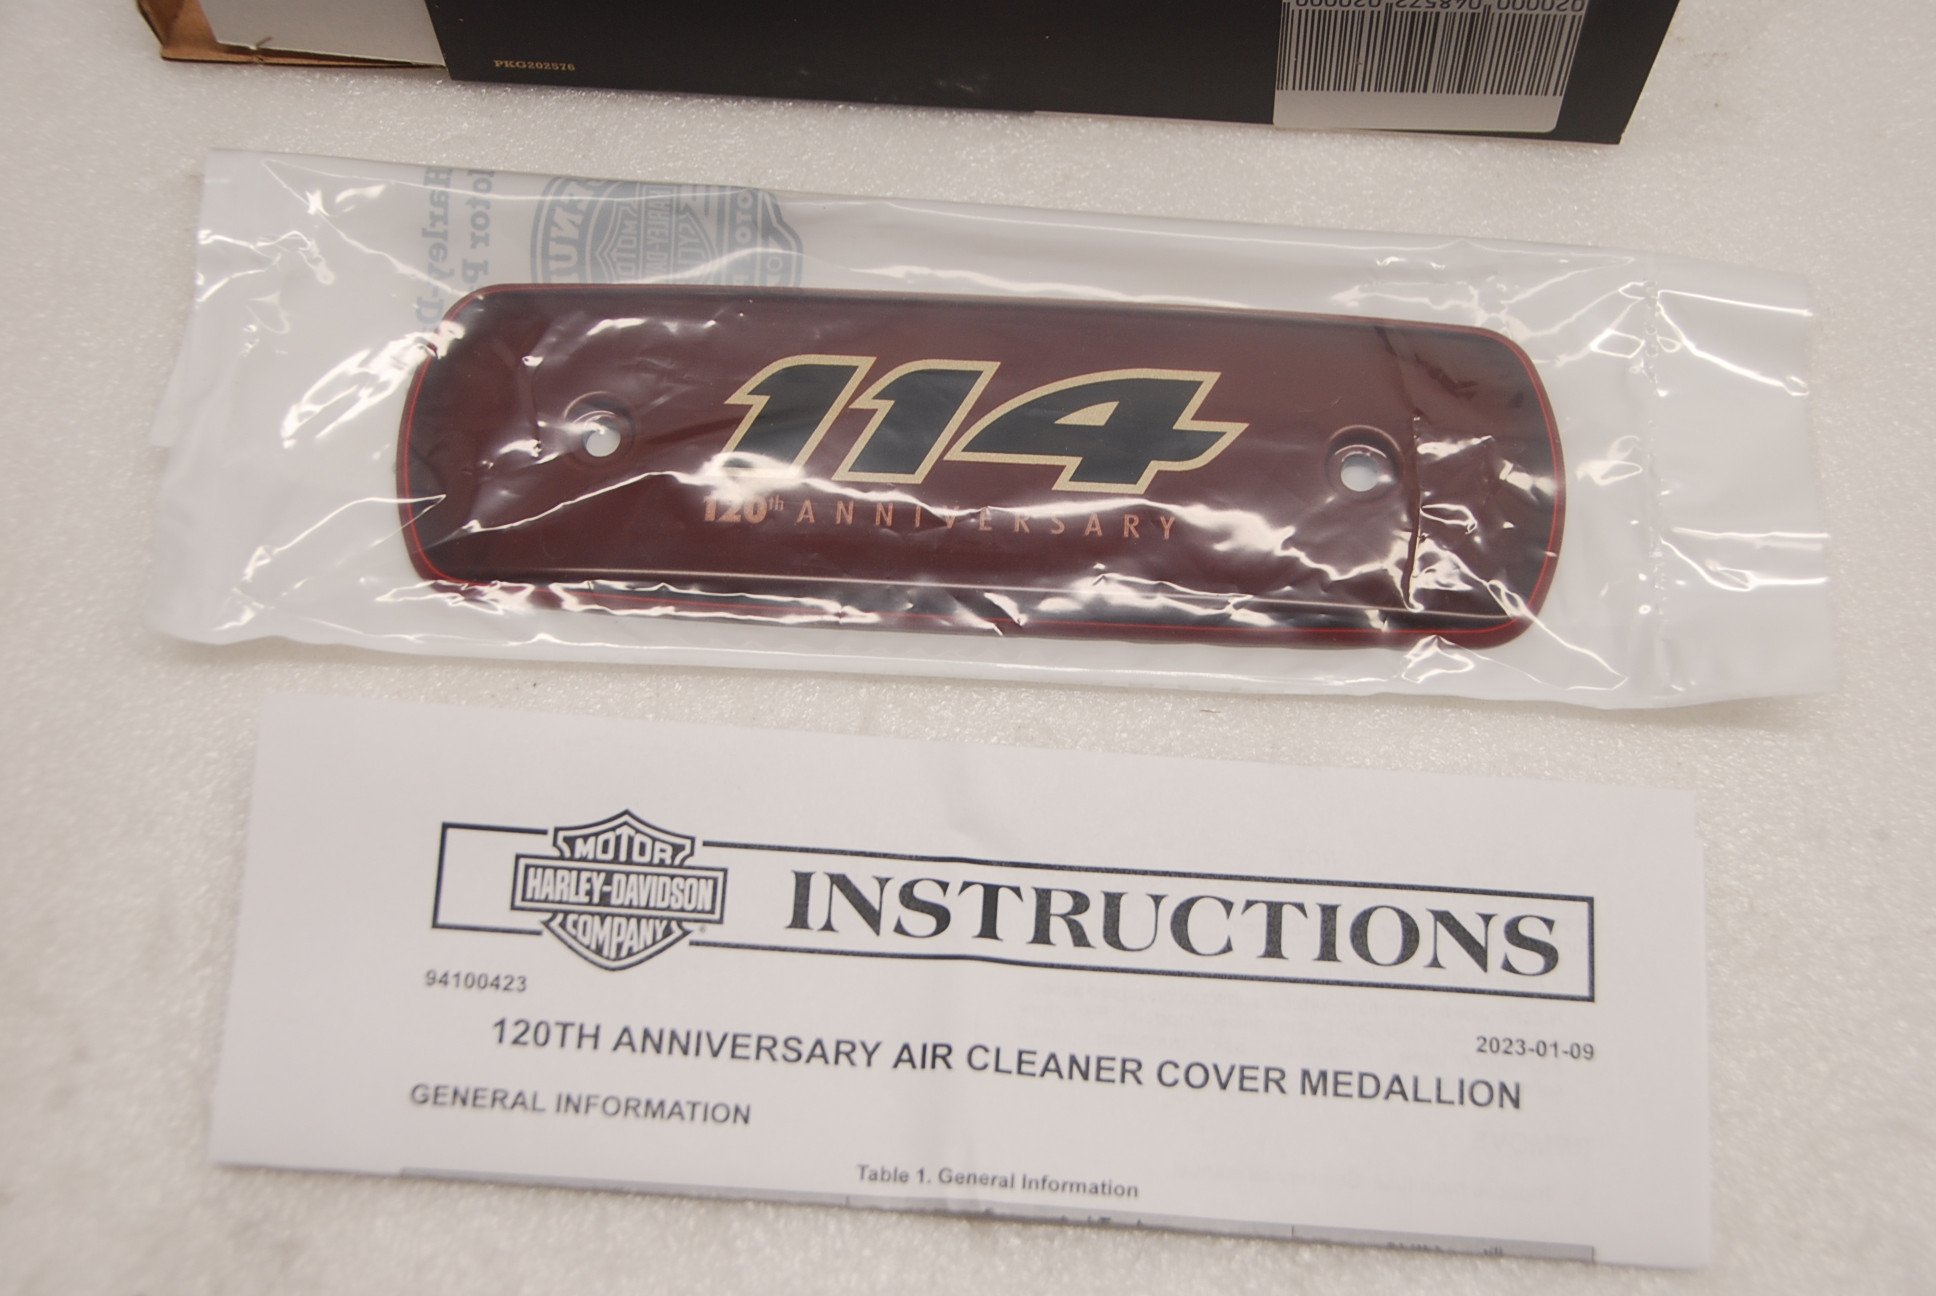 PKG202576
114
120th ANNIVERSARY
MOTOR
HARLEY-DAVIDSON
COMPANY
INSTRUCTIONS
94100423
2023-01-09
120TH ANNIVERSARY AIR CLEANER COVER MEDALLION
GENERAL INFORMATION
Table 1. General Information